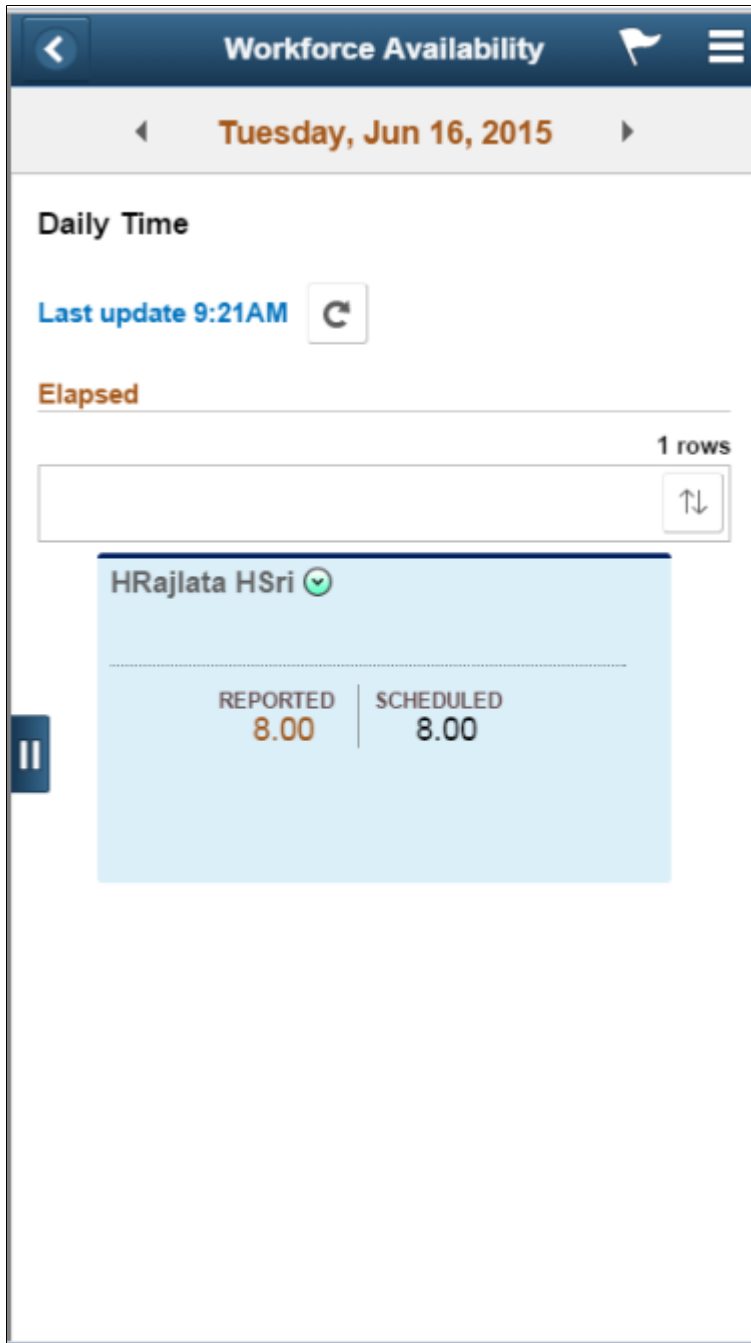 Workforce Availability
Tuesday, Jun 16, 2015
Daily Time
Last update 9:21AM
Elapsed
1 rows
HRajlata HSri
REPORTED SCHEDULED
8.00 8.00